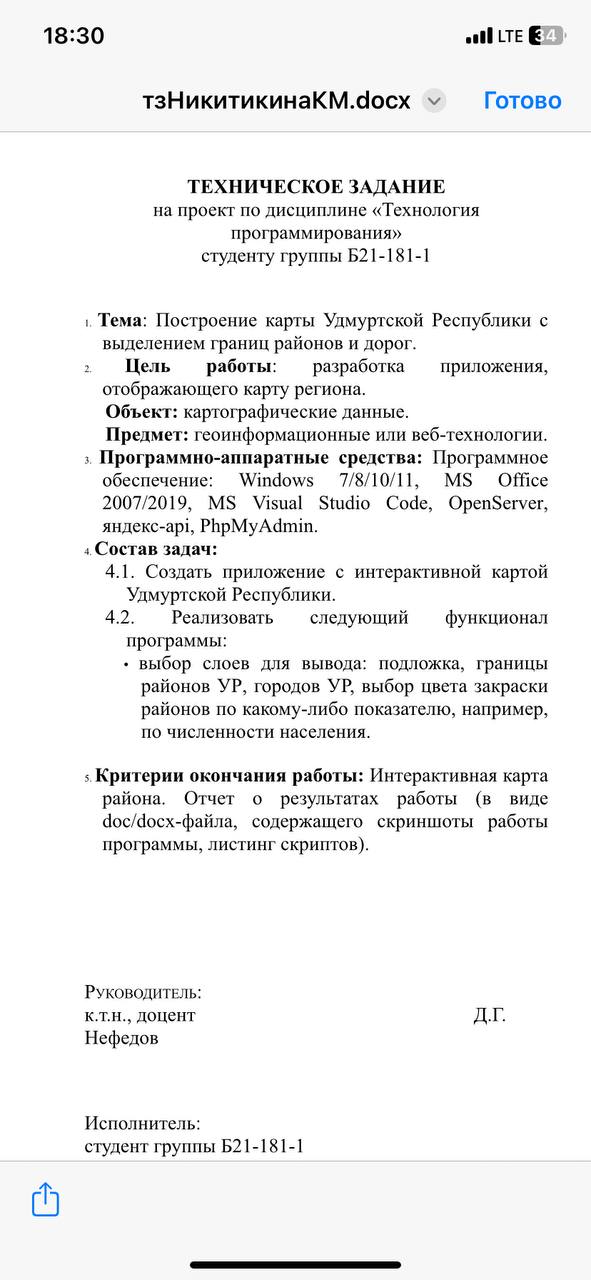 18:30
LTE 34
тзНикитикинаКМ.docx
Готово
ТЕХНИЧЕСКОЕ ЗАДАНИЕ
на проект по дисциплине «Технология
программирования»
студенту группы Б21-181-1
1. Тема: Построение карты Удмуртской Республики с
выделением границ районов и дорог.
2. Цель работы: разработка приложения,
отображающего карту региона.
Объект: картографические данные.
Предмет: геоинформационные или веб-технологии.
3. Программно-аппаратные средства: Программное
обеспечение: Windows 7/8/10/11, MS Office
2007/2019, MS Visual Studio Code, OpenServer,
яндекс-api, PhpMyAdmin.
4. Состав задач:
4.1. Создать приложение с интерактивной картой
Удмуртской Республики.
4.2. Реализовать следующий функционал
программы:
• выбор слоев для вывода: подложка, границы
районов УР, городов УР, выбор цвета закраски
районов по какому-либо показателю, например,
по численности населения.
5. Критерии окончания работы: Интерактивная карта
района. Отчет о результатах работы (в виде
doc/docx-файла, содержащего скриншоты работы
программы, листинг скриптов).
Руководитель:
к.т.н., доцент Д.Г.
Нефедов
Исполнитель:
студент группы Б21-181-1